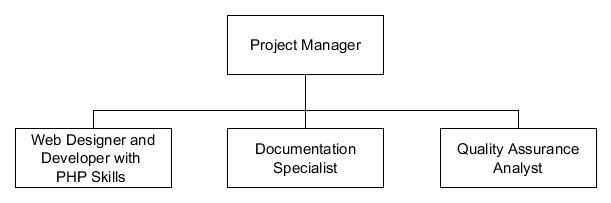 Project Manager
Web Designer and
Developer with
PHP Skills
Documentation
Specialist
Quality Assurance
Analyst